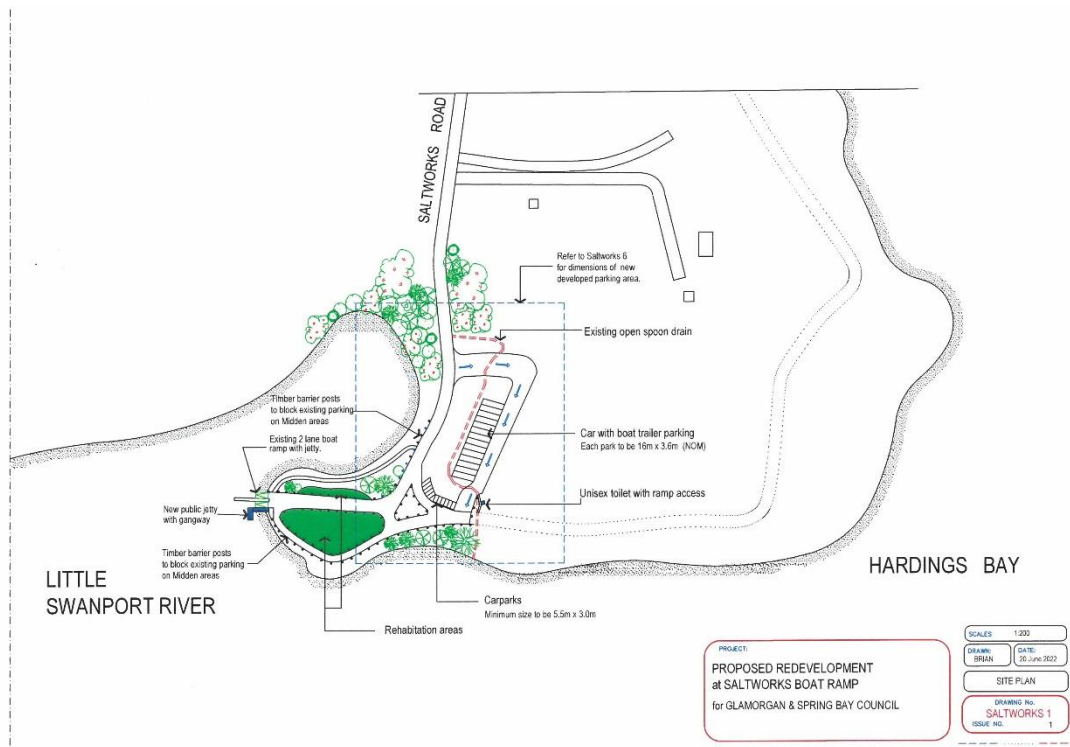 SALTWORKS ROAD
Refer to Saltworks 6
for dimensions of new
developed parking area.
Existing open spoon drain
Timber barrier posts
to block existing parking
on Midden areas
Existing 2 lane boat
ramp with jetty.
Car with boat trailer parking
Each park to be 16m x 3.6m (NOM)
Unisex toilet with ramp access
New public jetty
with gangway
Timber barrier posts
to block existing parking
on Midden areas
LITTLE
SWANPORT RIVER
HARDINGS BAY
Carparks
Minimum size to be 5.5m x 3.0m
Rehabitation areas
PROJECT:
PROPOSED REDEVELOPMENT
at SALTWORKS BOAT RAMP
for GLAMORGAN & SPRING BAY COUNCIL
SCALES 1:200
DRAWN: BRIAN
DATE: 20 June 2022
SITE PLAN
DRAWING No.
SALTWORKS 1
ISSUE NO. 1